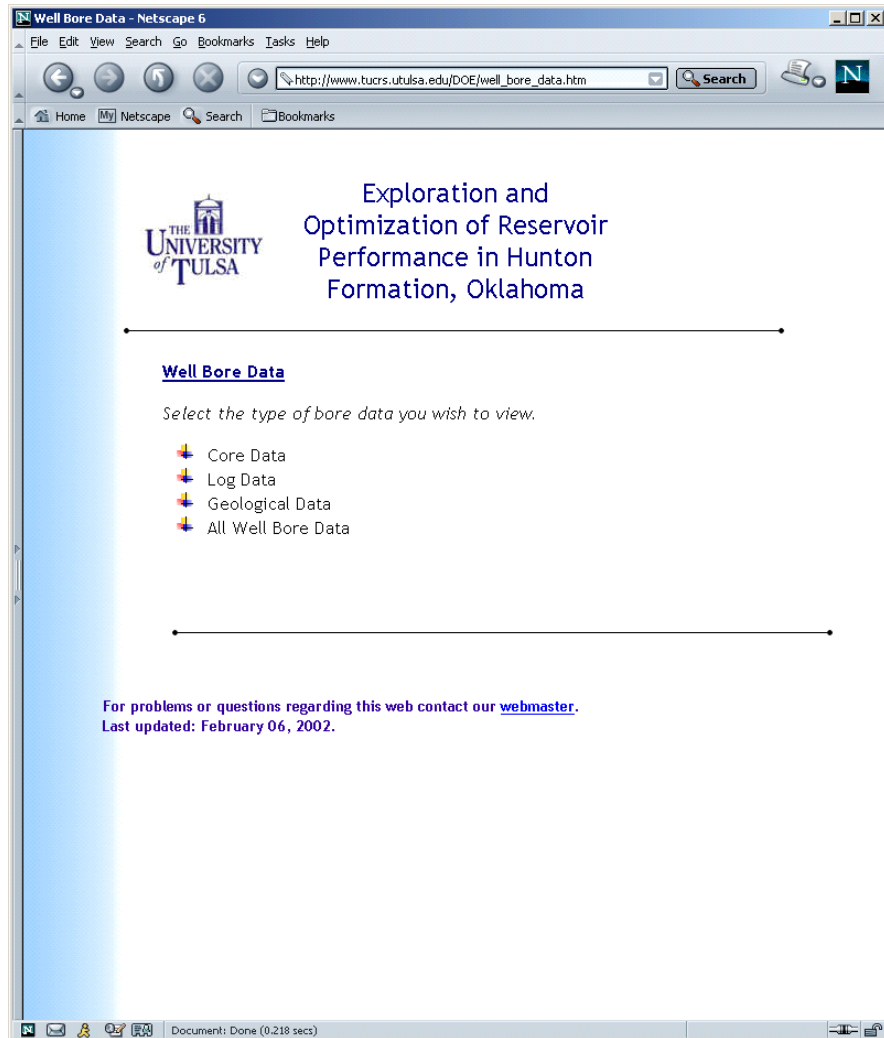 Well Bore Data - Netscape 6
File Edit View Search Go Bookmarks Tasks Help
http://www.tucrs.utulsa.edu/DOE/well_bore_data.htm Search N
Home My Netscape Search Bookmarks
THE UNIVERSITY of TULSA
Exploration and
Optimization of Reservoir
Performance in Hunton
Formation, Oklahoma
Well Bore Data
Select the type of bore data you wish to view.
Core Data
Log Data
Geological Data
All Well Bore Data
For problems or questions regarding this web contact our webmaster.
Last updated: February 06, 2002.
Document: Done (0.218 secs)